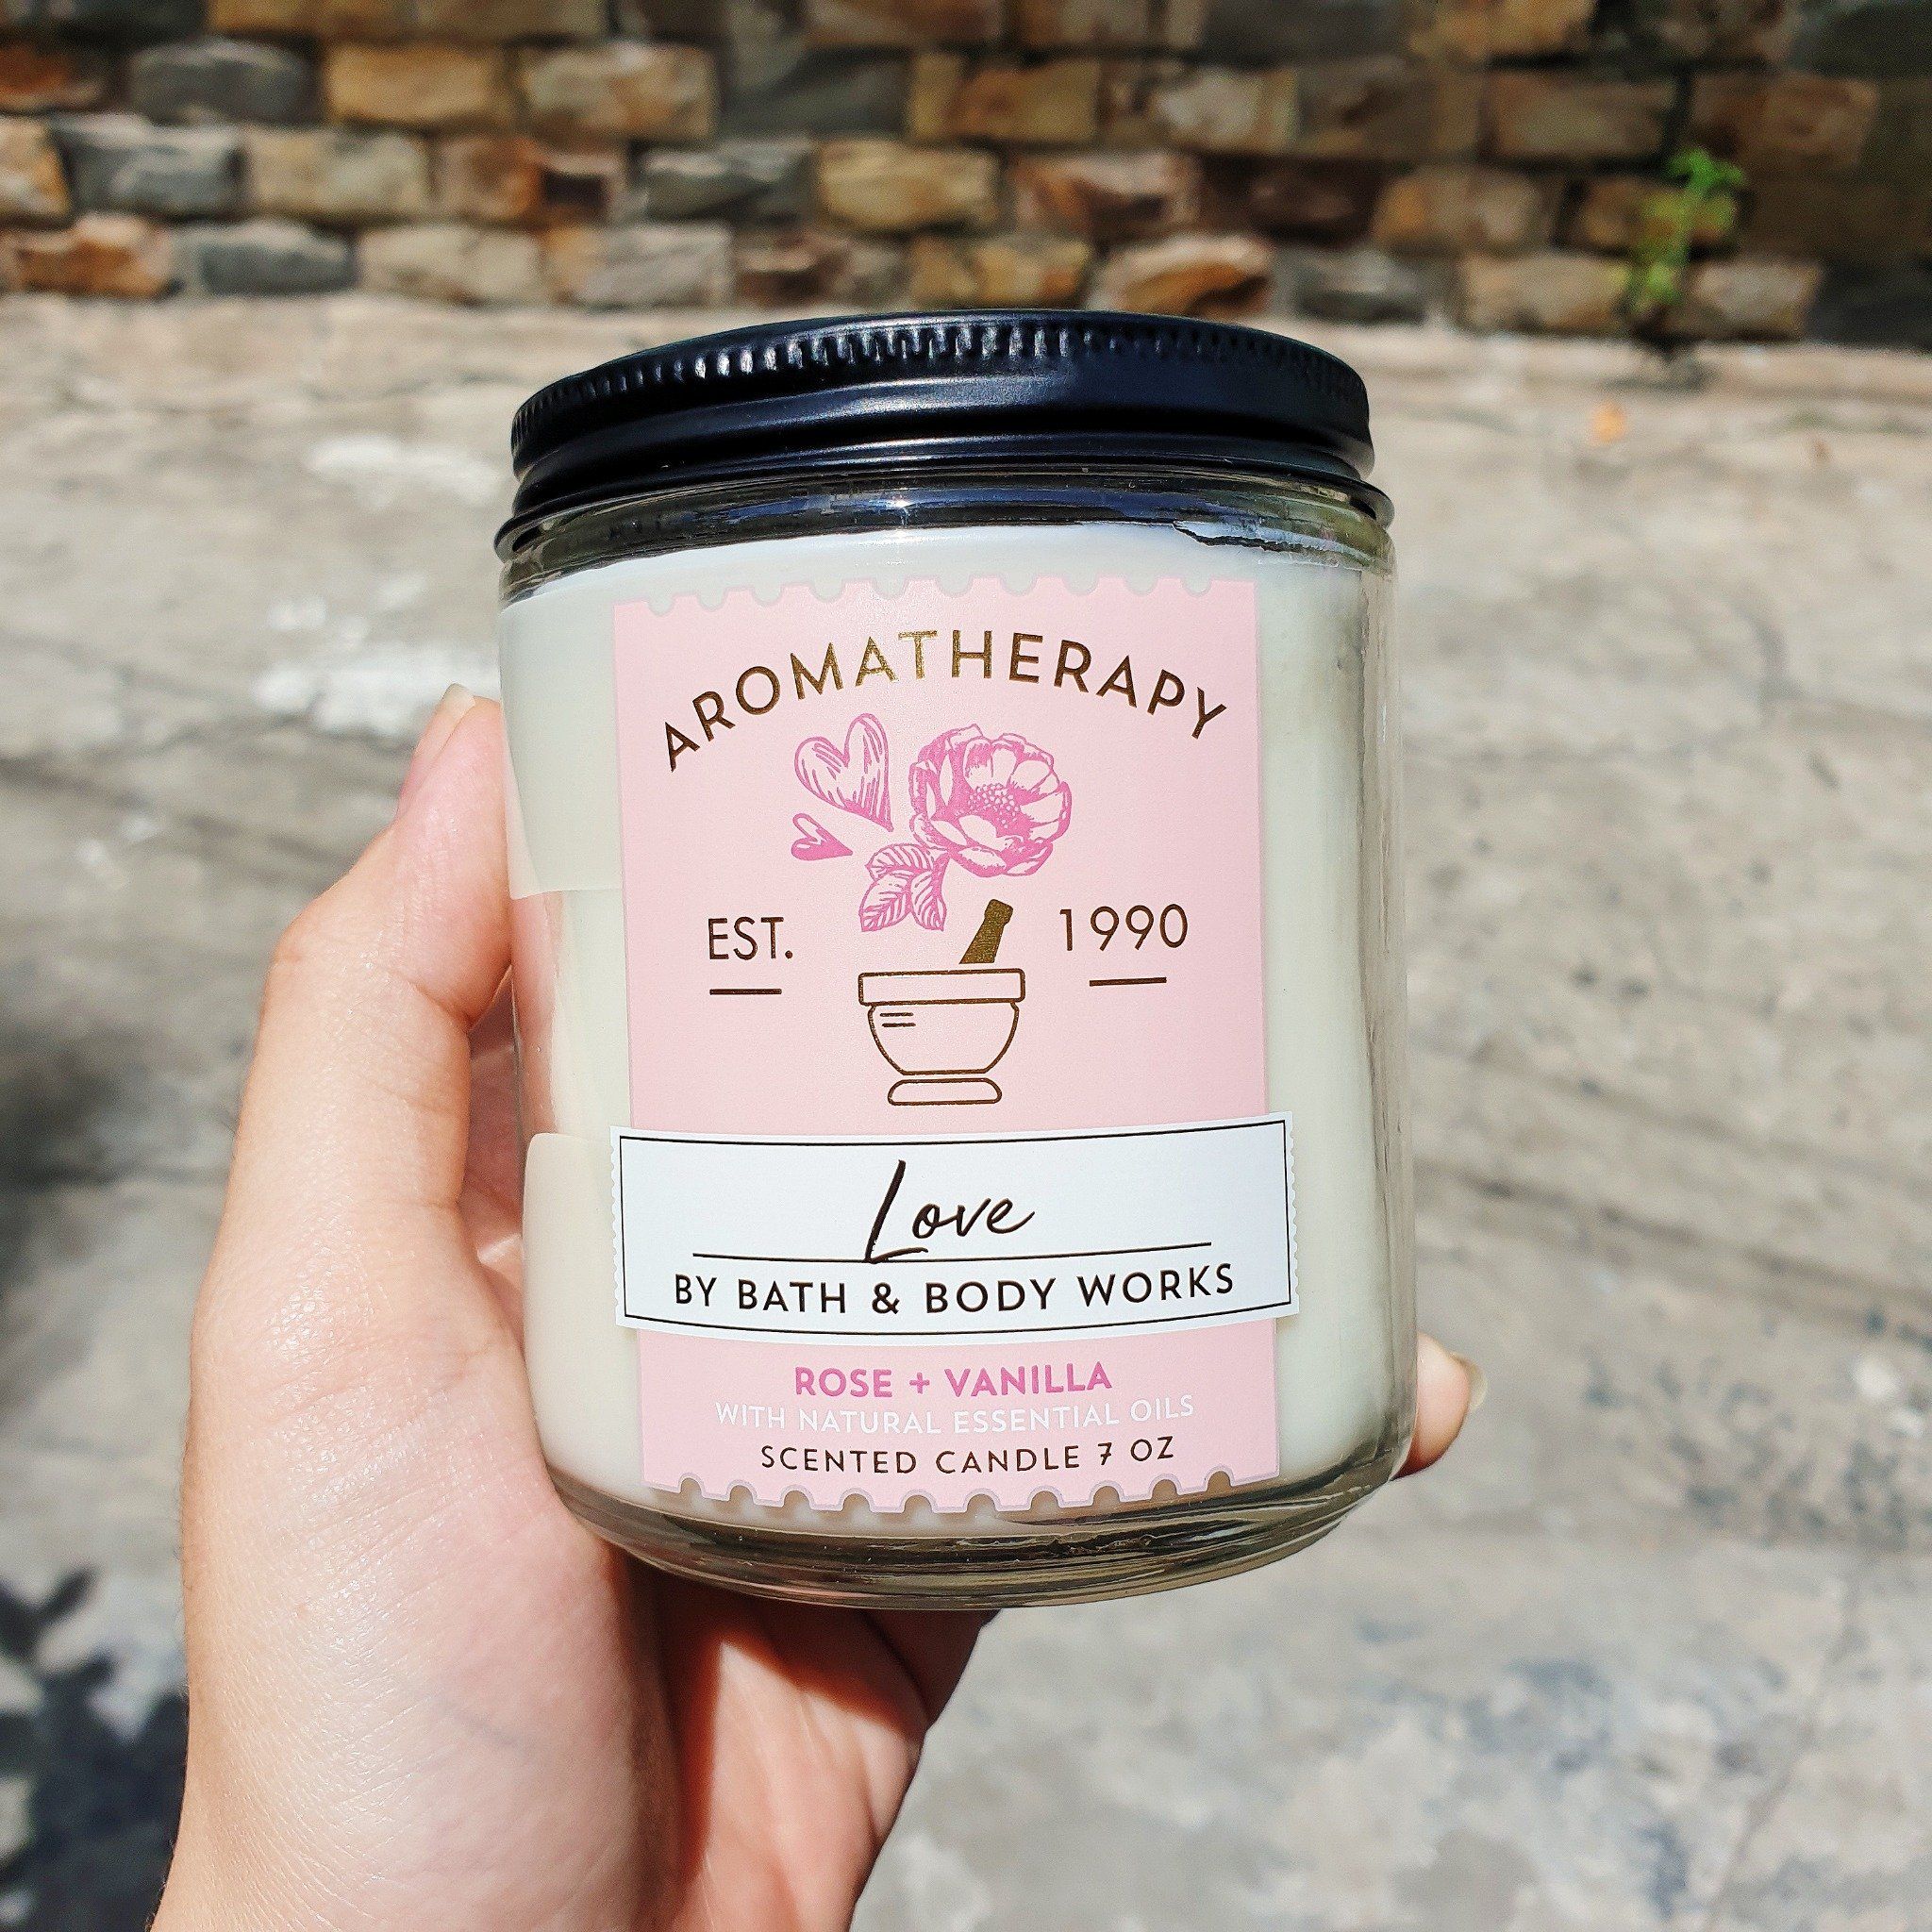 AROMATHERAPY
EST. 1990
Love
BY BATH & BODY WORKS
ROSE + VANILLA
WITH NATURAL ESSENTIAL OILS
SCENTED CANDLE 7 OZ